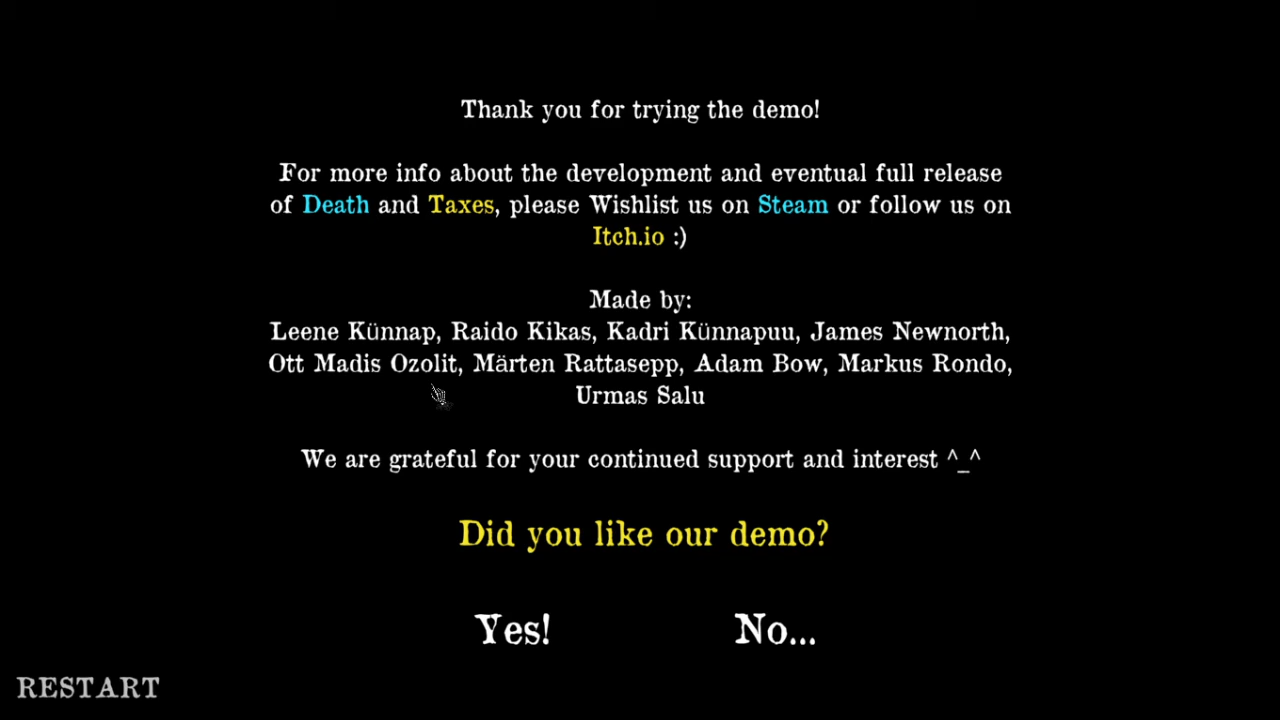 Thank you for trying the demo!
For more info about the development and eventual full release
of Death and Taxes, please Wishlist us on Steam or follow us on
Itch.io :)
Made by:
Leene Künnap, Raido Kikas, Kadri Künnapuu, James Newnorth,
Ott Madis Ozolit, Märten Rattasepp, Adam Bow, Markus Rondo,
Urmas Salu
We are grateful for your continued support and interest ^_^
Did you like our demo?
Yes! No...
RESTART